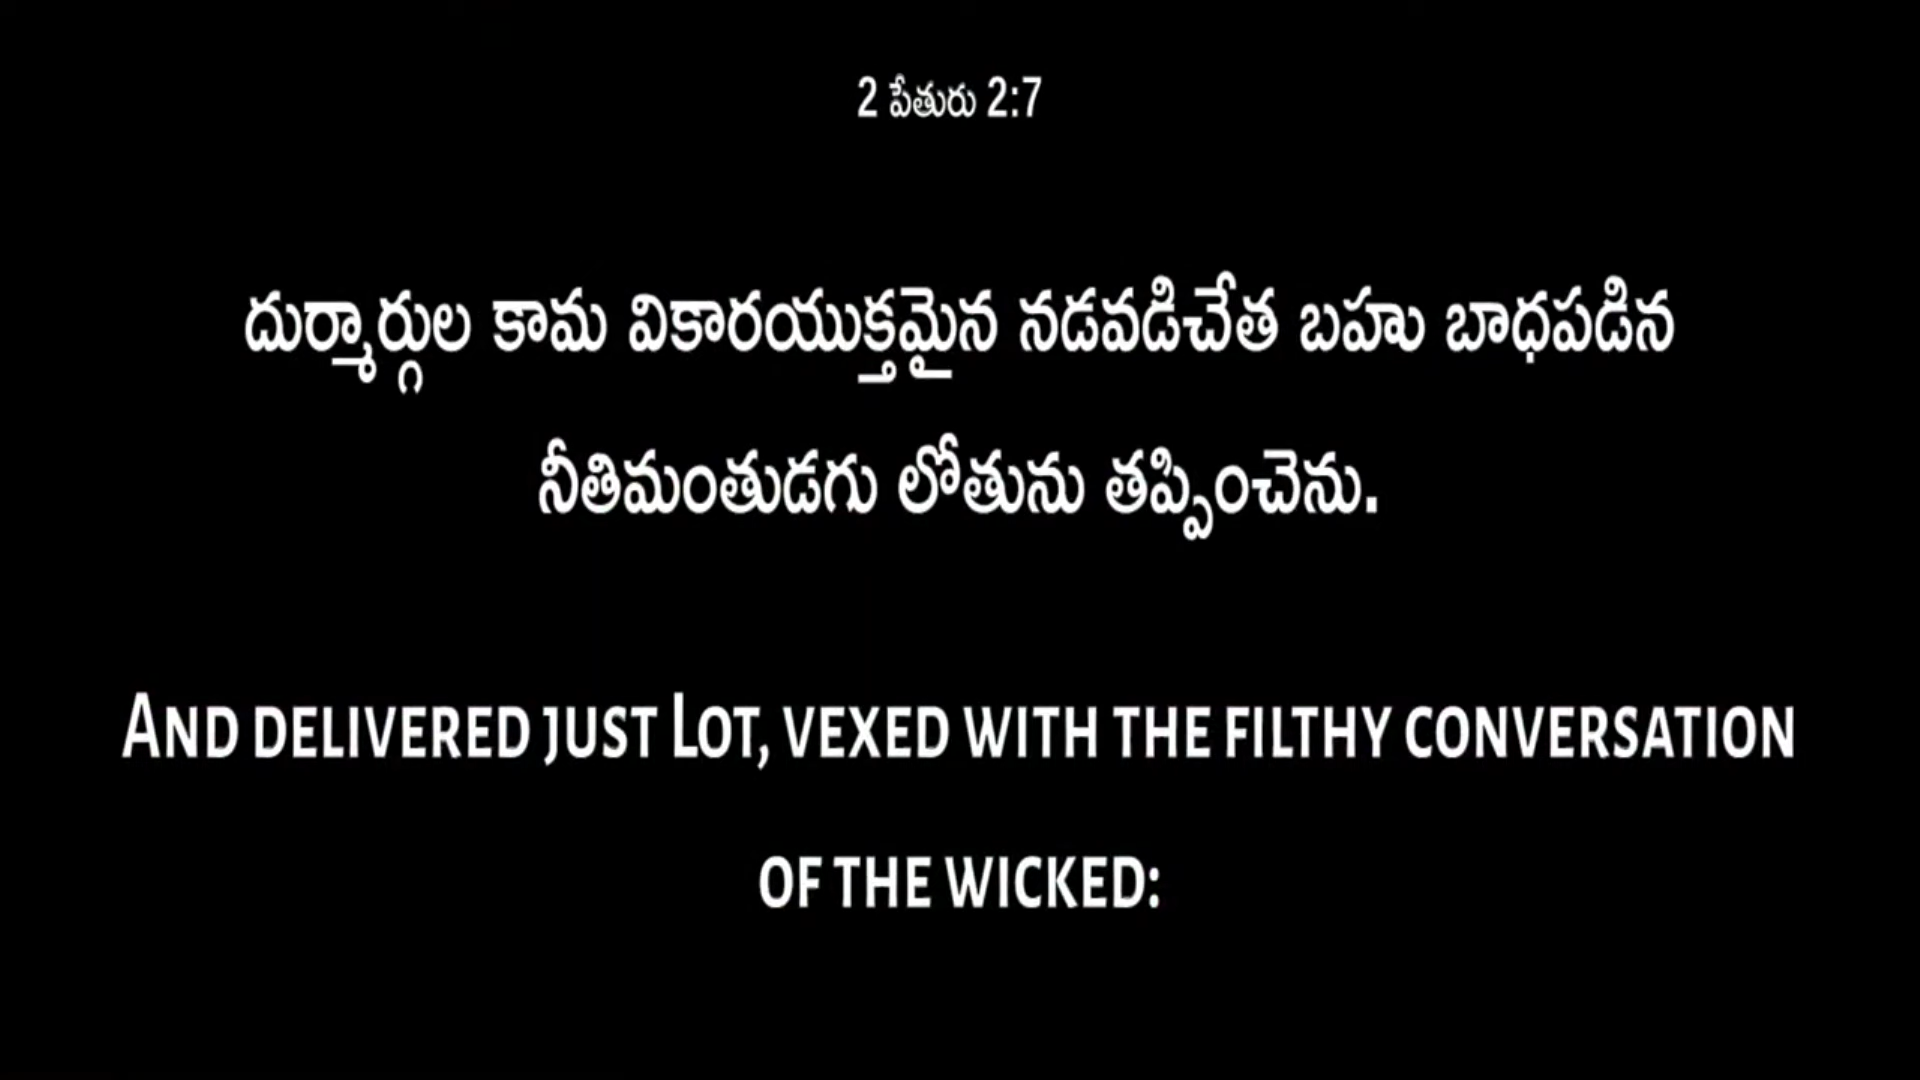 2 పేతురు 2:7
దుర్మార్గుల కామ వికారయుక్తమైన నడవడిచేత బహు బాధపడిన
నీతిమంతుడగు లోతును తప్పించెను.
And delivered just Lot, vexed with the filthy conversation
of the wicked: